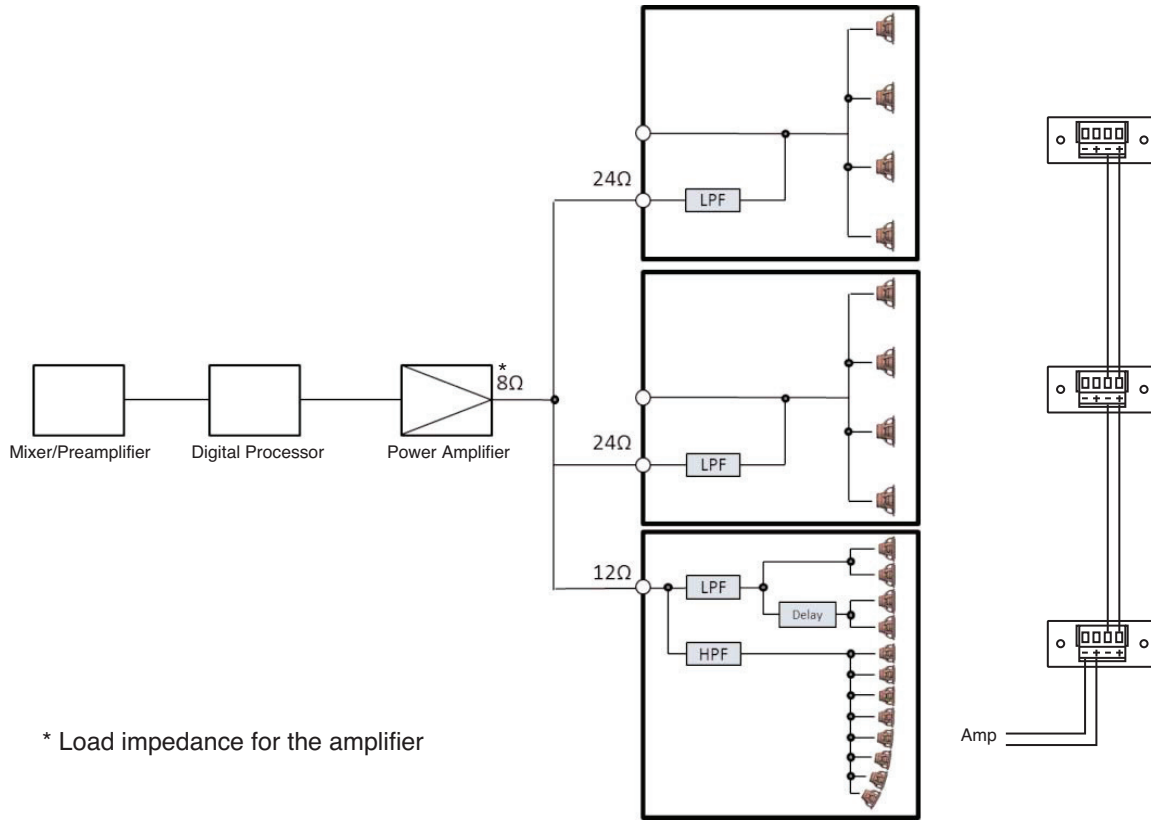 24Ω
LPF
- + - +
*
8Ω
Mixer/Preamplifier
Digital Processor
Power Amplifier
24Ω
LPF
- + - +
12Ω
LPF
Delay
HPF
- + - +
* Load impedance for the amplifier
Amp